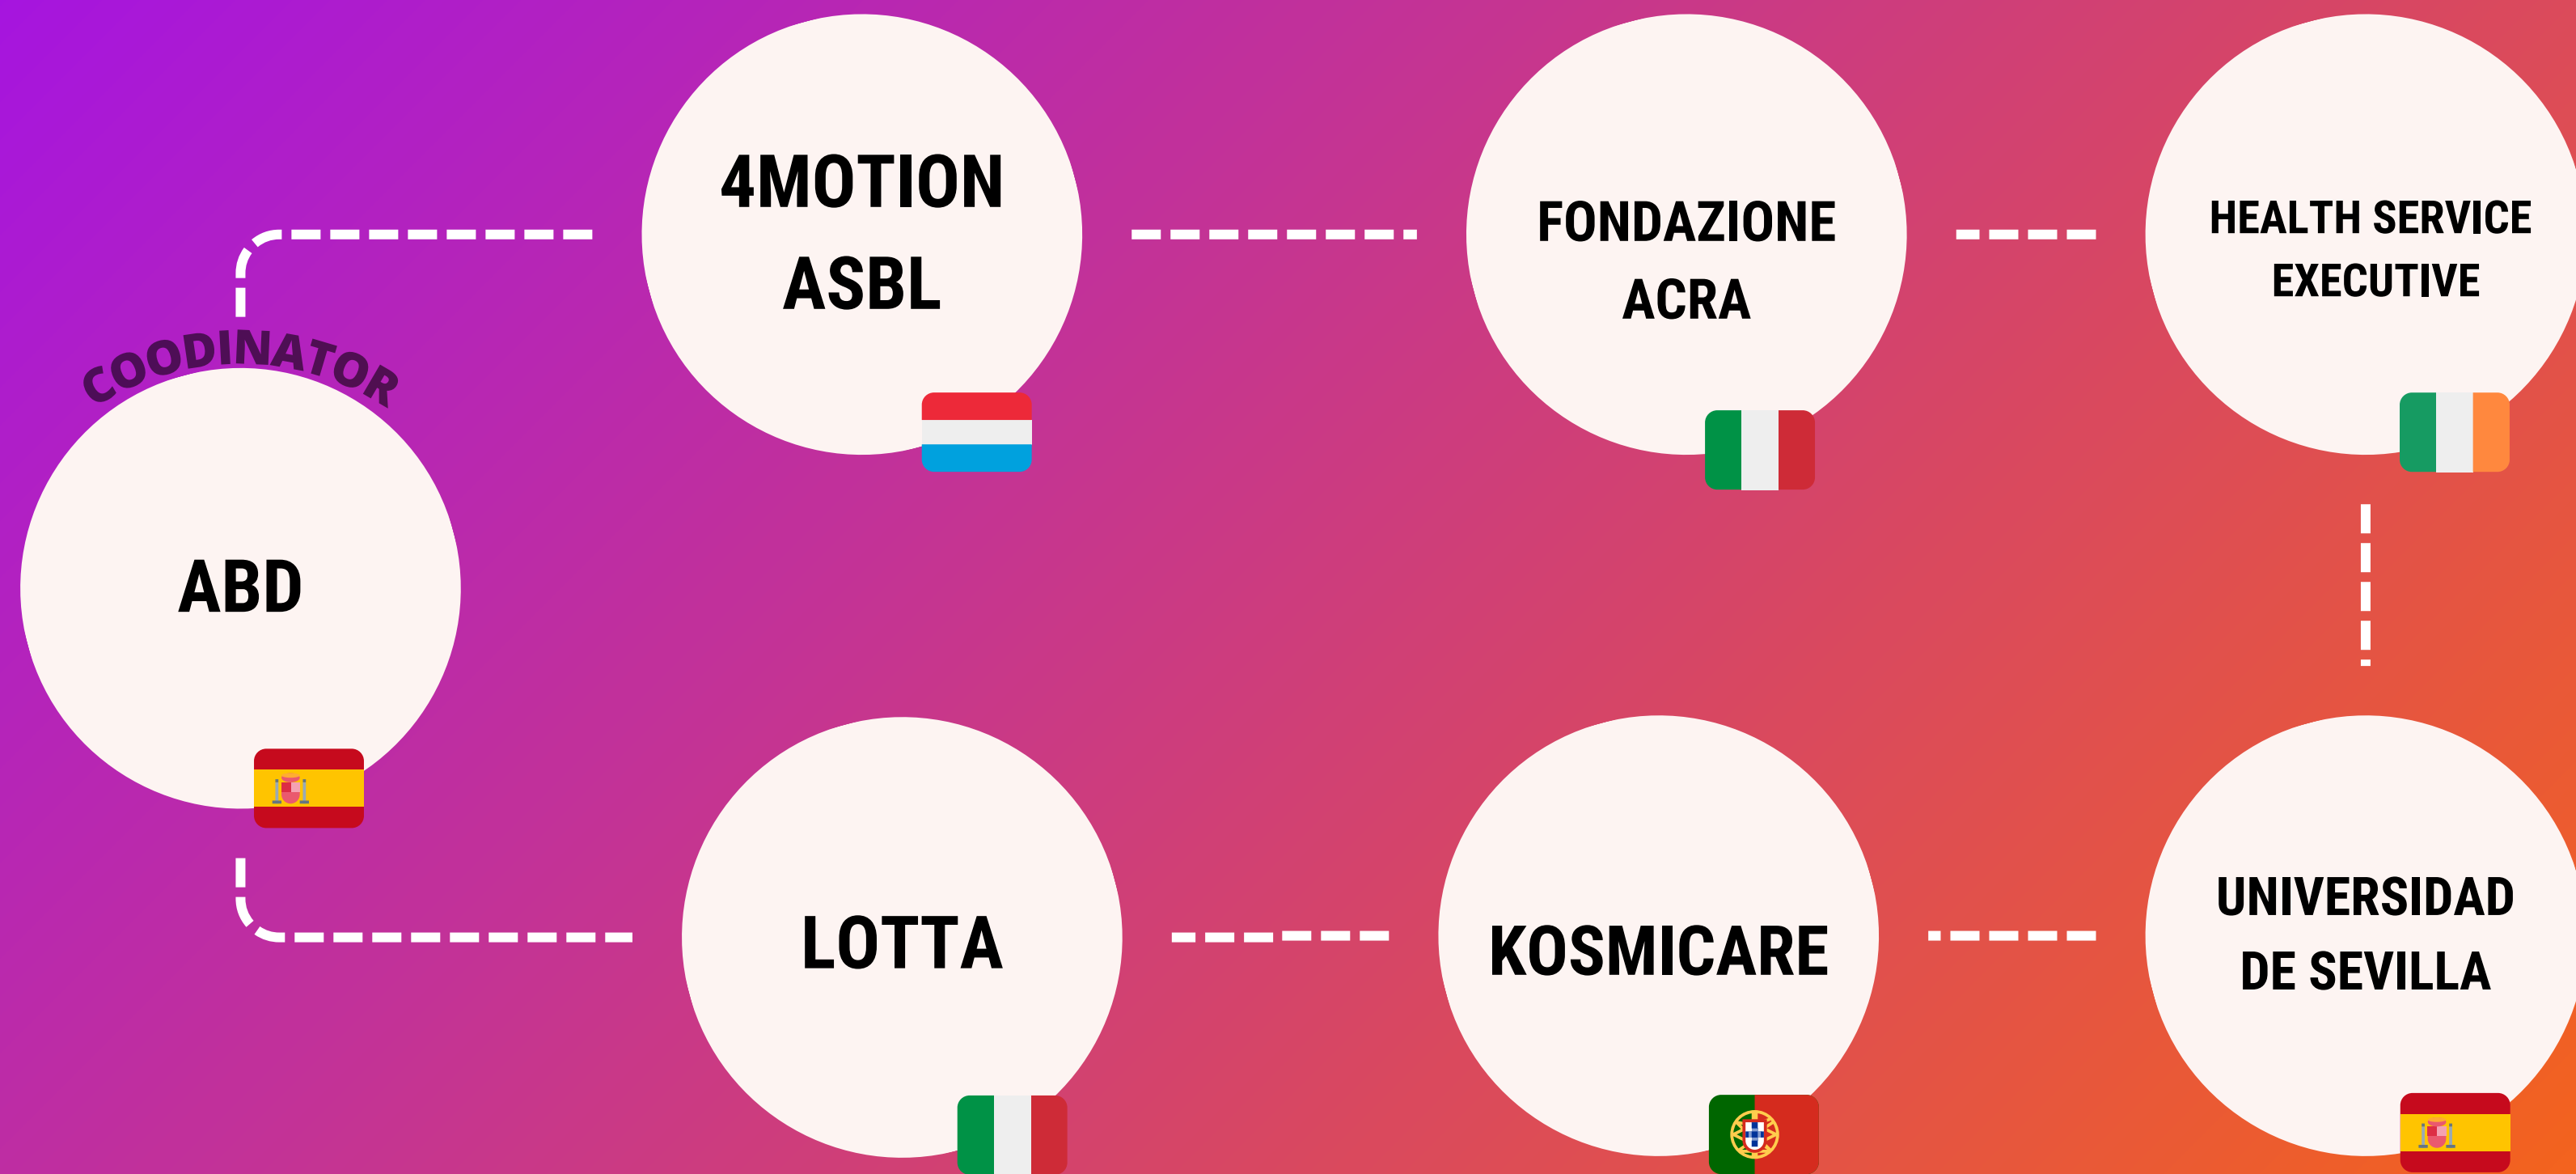 4MOTION
ASBL
FONDAZIONE
ACRA
HEALTH SERVICE
EXECUTIVE
COODINATOR
ABD
LOTTA
KOSMICARE
UNIVERSIDAD
DE SEVILLA